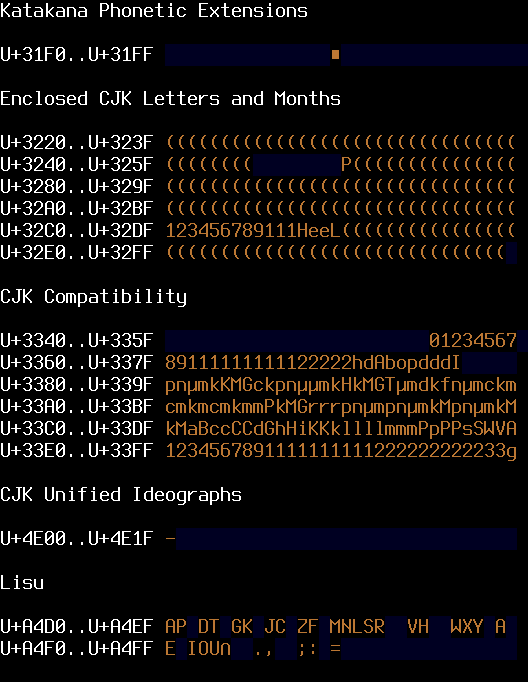 Katakana Phonetic Extensions
U+31F0..U+31FF ▪
Enclosed CJK Letters and Months
U+3220..U+323F ((((((((((((((((((((((((((((((((
U+3240..U+325F ((((((((        P(((((((((((((((
U+3280..U+329F ((((((((((((((((((((((((((((((((
U+32A0..U+32BF ((((((((((((((((((((((((((((((((
U+32C0..U+32DF 123456789111HeeL((((((((((((((((
U+32E0..U+32FF (((((((((((((((((((((((((((((((
CJK Compatibility
U+3340..U+335F                         01234567
U+3360..U+337F 89111111111122222hdAbopdddI
U+3380..U+339F pnµmkKMGckpnµµmkHkMGTµmdkfnµmckm
U+33A0..U+33BF cmkmcmkmmPkMGrrrpnµmpnµmkMpnµmkM
U+33C0..U+33DF kMaBccCCdGhHiKKkllllmmmPpPPsSWVA
U+33E0..U+33FF 1234567891111111111222222222233g
CJK Unified Ideographs
U+4E00..U+4E1F -
Lisu
U+A4D0..U+A4EF AP DT GK JC ZF MNLSR  VH  WXY A
U+A4F0..U+A4FF E IOU∩  .,  ;: =